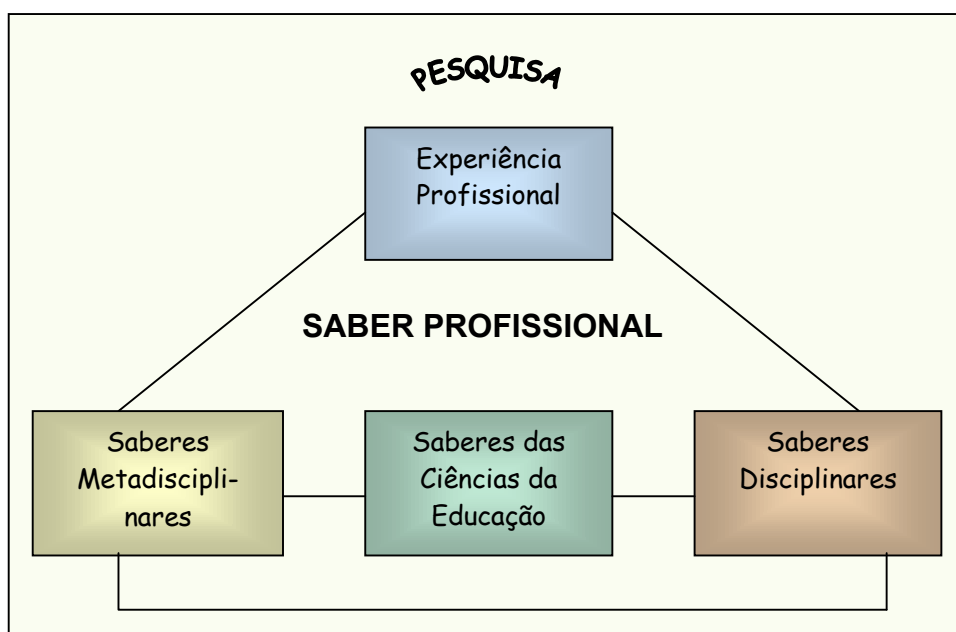 PESQUISA
Experiência
Profissional
SABER PROFISSIONAL
Saberes
Metadiscipli-
nares
Saberes das
Ciências da
Educação
Saberes
Disciplinares